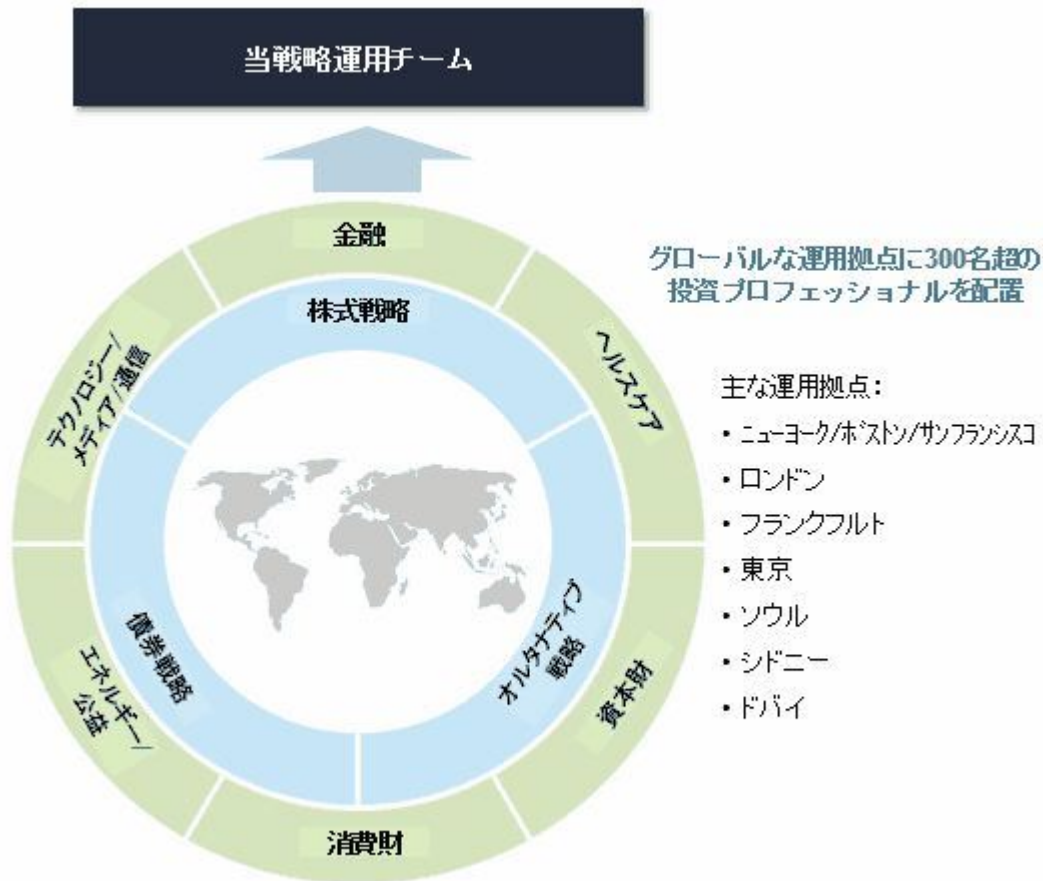 当戦略運用チーム
金融
株式戦略
テクノロジー/
メディア/通信
ヘルスケア
債券戦略
エネルギー/
公益
オルタナティブ
戦略
資本財
消費財
グローバルな運用拠点に300名超の
投資プロフェッショナルを配置
主な運用拠点：
・ﾆｭｰﾖｰｸ/ﾎﾞｽﾄﾝ/ｻﾝﾌﾗﾝｼｽｺ
・ロンドン
・フランクフルト
・東京
・ソウル
・シドニー
・ドバイ